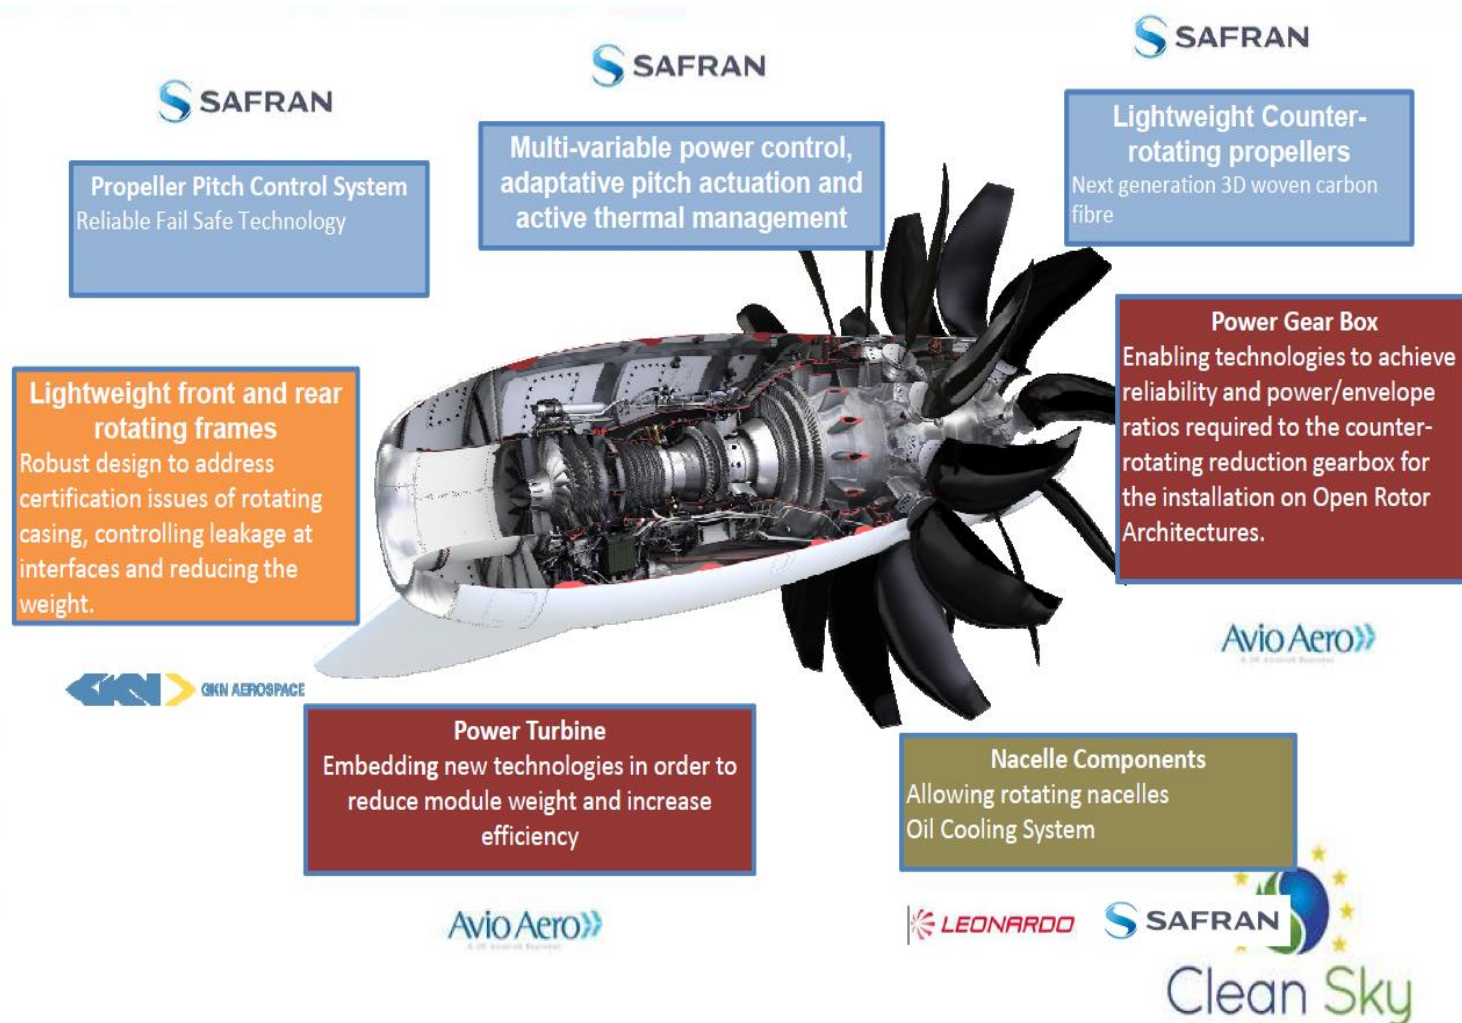 SAFRAN
SAFRAN
SAFRAN
Propeller Pitch Control System
Reliable Fail Safe Technology
Multi-variable power control,
adaptative pitch actuation and
active thermal management
Lightweight Counter-
rotating propellers
Next generation 3D woven carbon
fibre
Power Gear Box
Enabling technologies to achieve
reliability and power/envelope
ratios required to the counter-
rotating reduction gearbox for
the installation on Open Rotor
Architectures.
Avio Aero
Lightweight front and rear
rotating frames
Robust design to address
certification issues of rotating
casing, controlling leakage at
interfaces and reducing the
weight.
GKN GKN AEROSPACE
Power Turbine
Embedding new technologies in order to
reduce module weight and increase
efficiency
Avio Aero
Nacelle Components
Allowing rotating nacelles
Oil Cooling System
LEONARDO
SAFRAN
Clean Sky